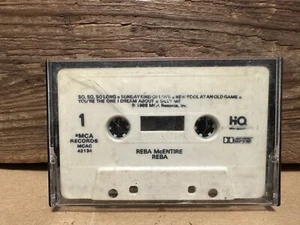 SO, SO, SO LONG • SUNDAY KIND OF LOVE • NEW FOOL AT AN OLD GAME •
YOU'RE THE ONE I DREAM ABOUT • SILLY ME
℗ 1988 MCA Records, Inc.
1
HQ
MCA
RECORDS
MCAC
42134
REBA McENTIRE
REBA